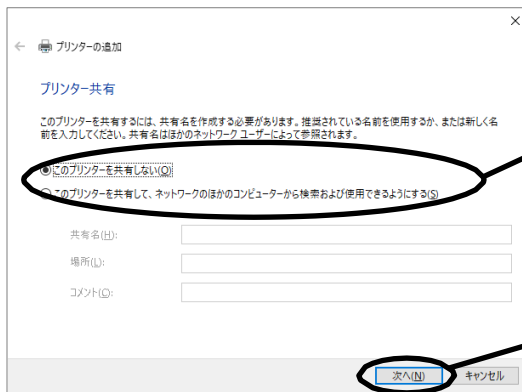 プリンターの追加
プリンター共有
このプリンターを共有するには、共有名を作成する必要があります。推奨されている名前を使用するか、または新しく名
前を入力してください。共有名はほかのネットワーク ユーザーによって参照されます。
このプリンターを共有しない(O)
このプリンターを共有して、ネットワークのほかのコンピューターから検索および使用できるようにする(S)
共有名(H):
場所(L):
コメント(C):
次へ(N)
キャンセル